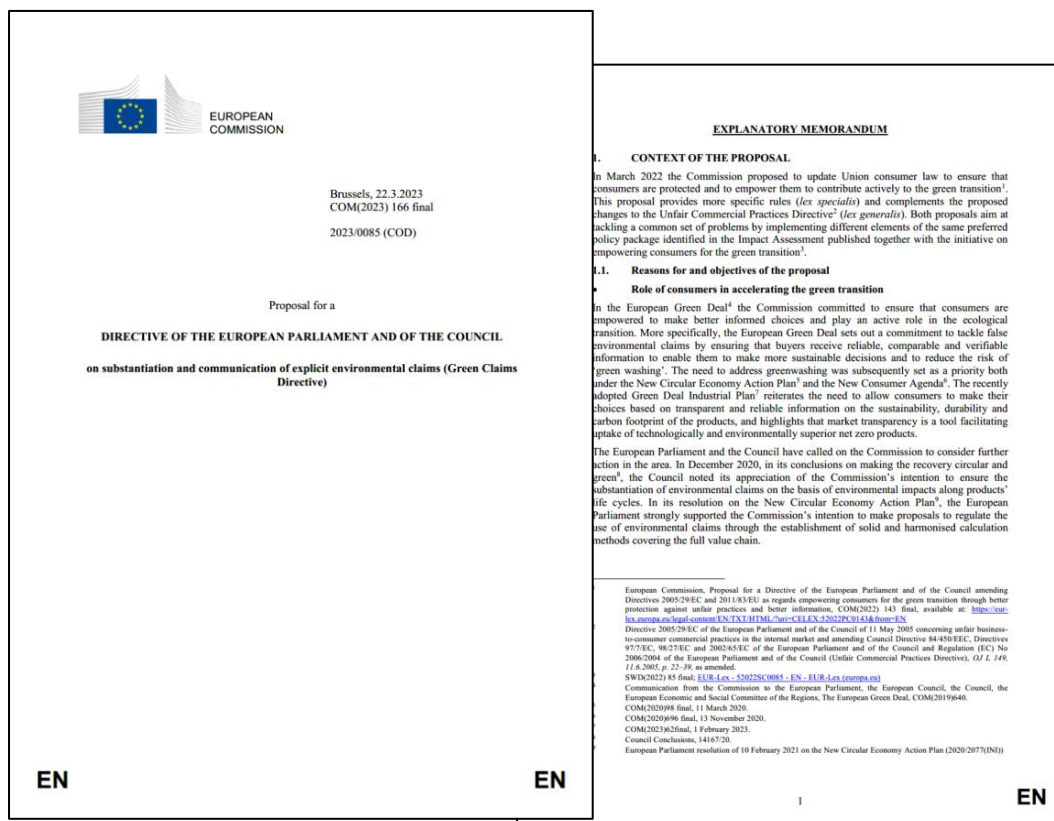 EUROPEAN
COMMISSION
Brussels, 22.3.2023
COM(2023) 166 final
2023/0085 (COD)
Proposal for a
DIRECTIVE OF THE EUROPEAN PARLIAMENT AND OF THE COUNCIL
on substantiation and communication of explicit environmental claims (Green Claims
Directive)
EN
EN
EXPLANATORY MEMORANDUM
1. CONTEXT OF THE PROPOSAL
In March 2022 the Commission proposed to update Union consumer law to ensure that
consumers are protected and to empower them to contribute actively to the green transition1.
This proposal provides more specific rules (lex specialis) and complements the proposed
changes to the Unfair Commercial Practices Directive2 (lex generalis). Both proposals aim at
tackling a common set of problems by implementing different elements of the same preferred
policy package identified in the Impact Assessment published together with the initiative on
empowering consumers for the green transition3.
1.1. Reasons for and objectives of the proposal
• Role of consumers in accelerating the green transition
In the European Green Deal4 the Commission committed to ensure that consumers are
empowered to make better informed choices and play an active role in the ecological
transition. More specifically, the European Green Deal sets out a commitment to tackle false
environmental claims by ensuring that buyers receive reliable, comparable and verifiable
information to enable them to make more sustainable decisions and to reduce the risk of
'green washing'. The need to address greenwashing was subsequently set as a priority both
under the New Circular Economy Action Plan5 and the New Consumer Agenda6. The recently
adopted Green Deal Industrial Plan7 reiterates the need to allow consumers to make their
choices based on transparent and reliable information on the sustainability, durability and
carbon footprint of the products, and highlights that market transparency is a tool facilitating
uptake of technologically and environmentally superior net zero products.
The European Parliament and the Council have called on the Commission to consider further
action in the area. In December 2020, in its conclusions on making the recovery circular and
green8, the Council noted its appreciation of the Commission's intention to ensure the
substantiation of environmental claims on the basis of environmental impacts along products'
life cycles. In its resolution on the New Circular Economy Action Plan9, the European
Parliament strongly supported the Commission's intention to make proposals to regulate the
use of environmental claims through the establishment of solid and harmonised calculation
methods covering the full value chain.
European Commission, Proposal for a Directive of the European Parliament and of the Council amending
Directives 2005/29/EC and 2011/83/EU as regards empowering consumers for the green transition through better
protection against unfair practices and better information, COM(2022) 143 final, available at: https://eur-
lex.europa.eu/legal-content/EN/TXT/HTML/?uri=CELEX:52022PC0143&from=EN
Directive 2005/29/EC of the European Parliament and of the Council of 11 May 2005 concerning unfair business-
to-consumer commercial practices in the internal market and amending Council Directive 84/450/EEC, Directives
97/7/EC, 98/27/EC and 2002/65/EC of the European Parliament and of the Council and Regulation (EC) No
2006/2004 of the European Parliament and of the Council (Unfair Commercial Practices Directive), OJ L 149,
11.6.2005, p. 22–39, as amended.
SWD(2022) 85 final; EUR-Lex - 52022SC0085 - EN - EUR-Lex (europa.eu)
Communication from the Commission to the European Parliament, the European Council, the Council, the
European Economic and Social Committee of the Regions, The European Green Deal, COM(2019)640.
COM(2020)98 final, 11 March 2020.
COM(2020)696 final, 13 November 2020.
COM(2023)62final, 1 February 2023.
Council Conclusions, 14167/20.
European Parliament resolution of 10 February 2021 on the New Circular Economy Action Plan (2020/2077(INI))
1
EN